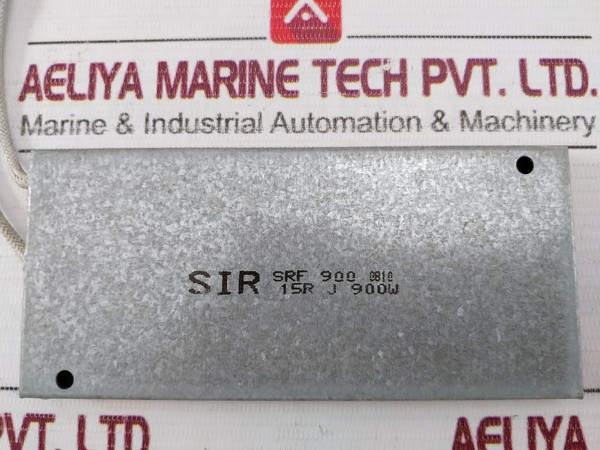 AELIYA MARINE TECH PVT. LTD.
Marine & Industrial Automation & Machinery
SIR SRF 900 0810
15R J 900W
PVT. LTD
AELIYA